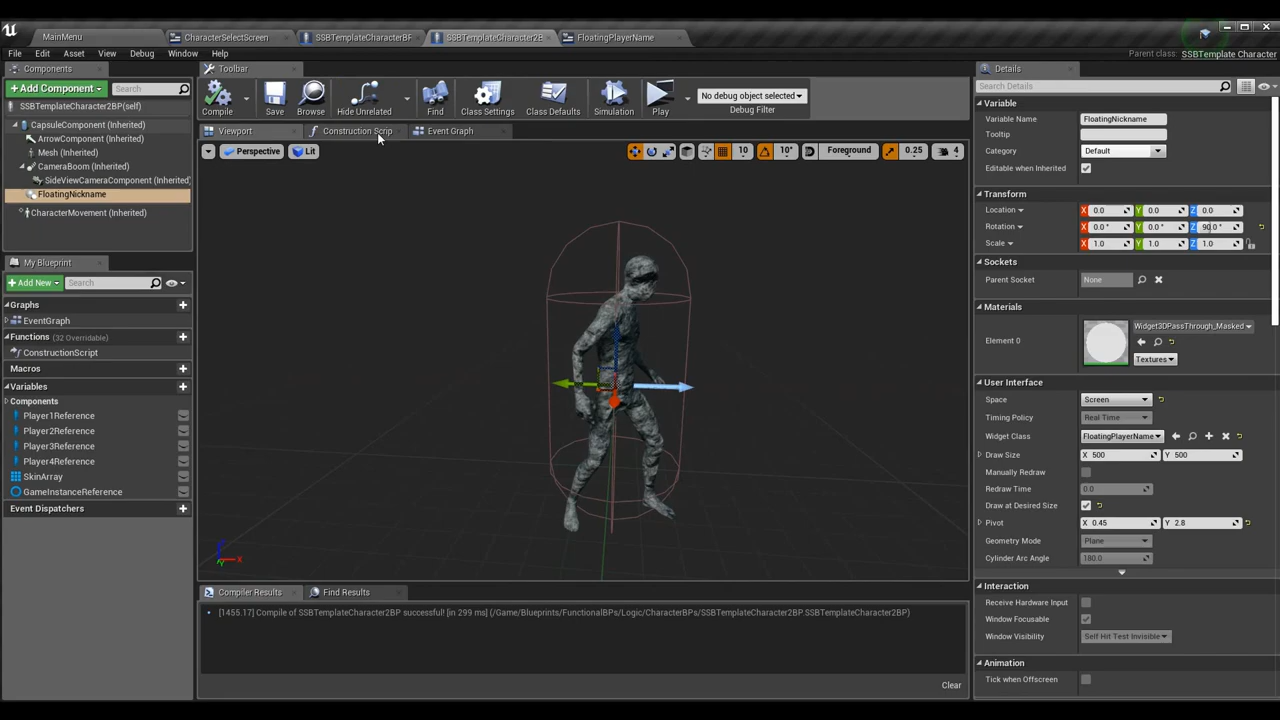 MainMenu
CharacterSelectScreen
SSBTemplateCharacterBP
SSBTemplateCharacter2B
FloatingPlayerName
File Edit Asset View Debug Window Help
Parent class: SSBTemplate Character
Components
Toolbar
Details
+ Add Component
Search
Search Details
SSBTemplateCharacter2BP(self)
Compile
Save
Browse
Hide Unrelated
Find
Class Settings
Class Defaults
Simulation
Play
No debug object selected
Debug Filter
CapsuleComponent (Inherited)
ArrowComponent (Inherited)
Mesh (Inherited)
CameraBoom (Inherited)
SideViewCameraComponent (Inherited)
FloatingNickname
CharacterMovement (Inherited)
Viewport
Construction Scrip
Event Graph
Perspective
Lit
10
10°
Foreground
0.25
4
My Blueprint
+ Add New
Search
Graphs
EventGraph
Functions (32 Overridable)
ConstructionScript
Macros
Variables
Components
Player1Reference
Player2Reference
Player3Reference
Player4Reference
SkinArray
GameInstanceReference
Event Dispatchers
Compiler Results
Find Results
[1455.17] Compile of SSBTemplateCharacter2BP successful! [in 299 ms] (/Game/Blueprints/FunctionalBPs/Logic/CharacterBPs/SSBTemplateCharacter2BP.SSBTemplateCharacter2BP)
Clear
Variable
Variable Name FloatingNickname
Tooltip
Category Default
Editable when Inherited
Transform
Location X 0.0 Y 0.0 Z 0.0
Rotation X 0.0 ° Y 0.0 ° Z 90.0 °
Scale X 1.0 Y 1.0 Z 1.0
Sockets
Parent Socket None
Materials
Element 0
Widget3DPassThrough_Masked
Textures
User Interface
Space Screen
Timing Policy Real Time
Widget Class FloatingPlayerName
Draw Size X 500 Y 500
Manually Redraw
Redraw Time 0.0
Draw at Desired Size
Pivot X 0.45 Y 2.8
Geometry Mode Plane
Cylinder Arc Angle 180.0
Interaction
Receive Hardware Input
Window Focusable
Window Visibility Self Hit Test Invisible
Animation
Tick when Offscreen